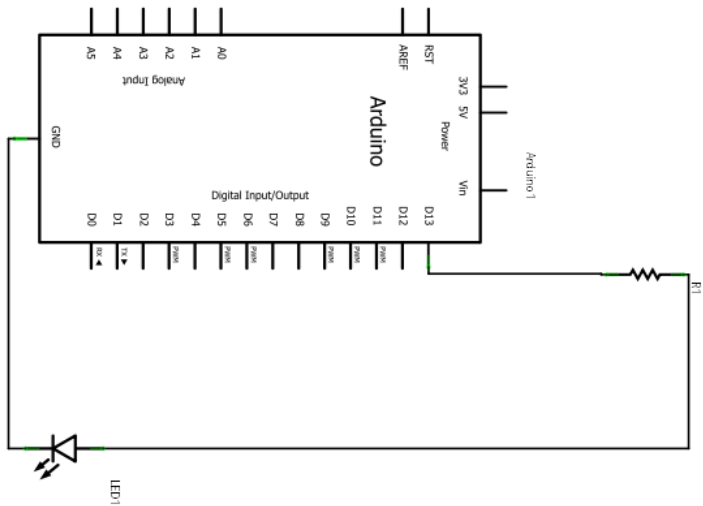 A5
A4
A3
A2
A1
A0
AREF
RST
Analog Input
3V3
5V
Power
Arduino
GND
Vin
Arduino1
Digital Input/Output
D0
D1
D2
D3
D4
D5
D6
D7
D8
D9
D10
D11
D12
D13
RX ◀
TX ▶
PWM
PWM
PWM
PWM
PWM
PWM
R1
LED1